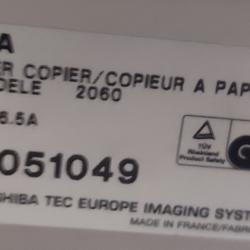 A
ER COPIER/COPIEUR A PAP
DELE 2060
6.5A
051049
TÜV
Rheinland
Product Safety
HIBA TEC EUROPE IMAGING SYST
MADE IN FRANCE/FABR